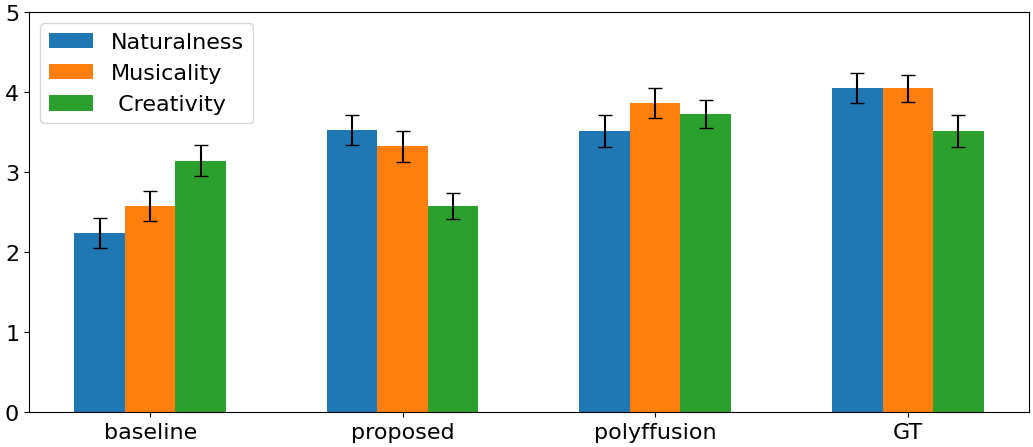 5
4
3
2
1
0
Naturalness
Musicality
Creativity
baseline
proposed
polyffusion
GT